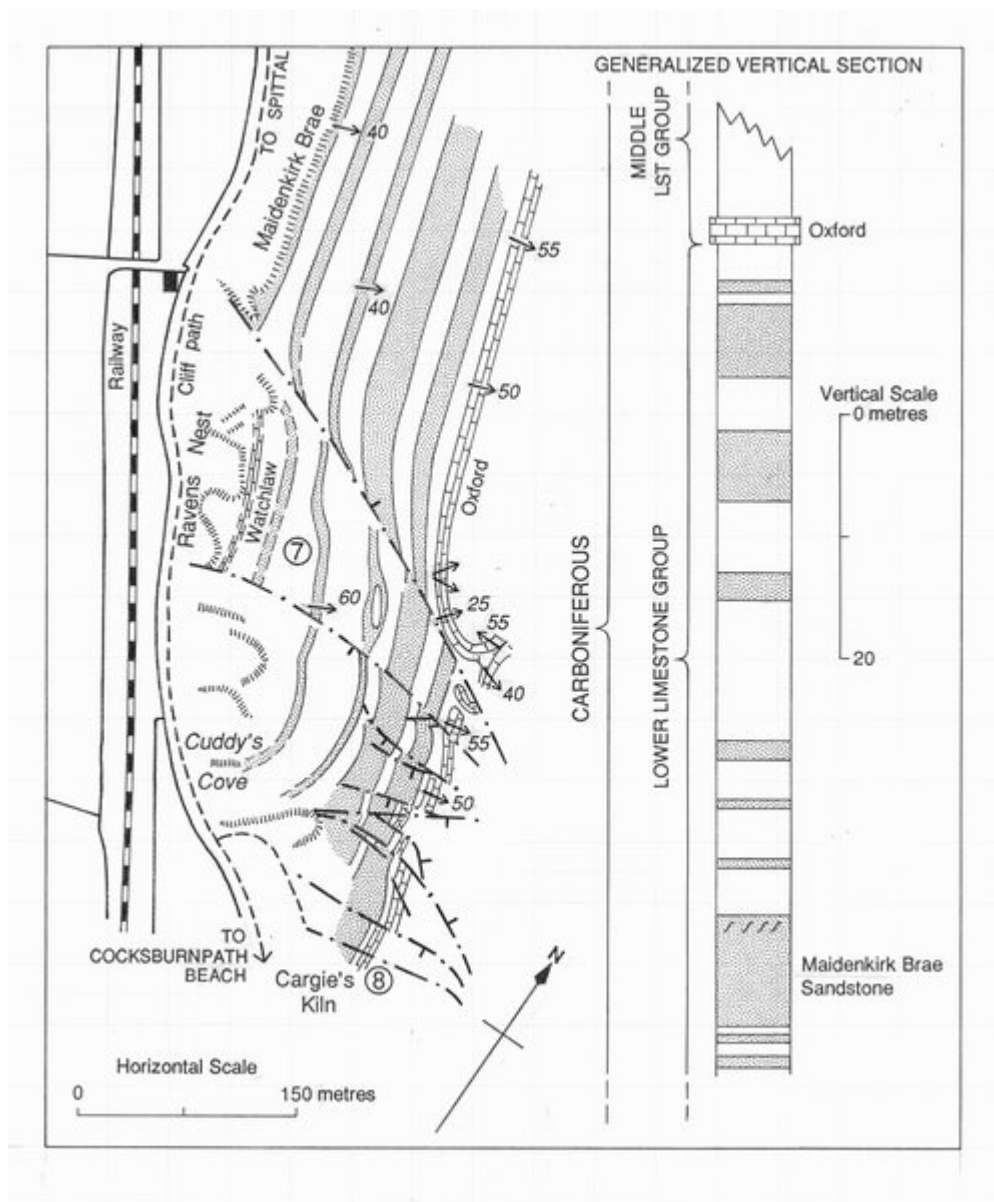 GENERALIZED VERTICAL SECTION
TO SPITTAL
Maidenkirk Brae
40
MIDDLE
LST GROUP
Oxford
55
40
Railway
Cliff path
50
Vertical Scale
0 metres
Ravens Nest
Watchlaw
Oxford
7
CARBONIFEROUS
LOWER LIMESTONE GROUP
60
25
55
20
40
Cuddy's
Cove
55
50
TO
COCKSBURNPATH
BEACH
Cargie's
Kiln
8
N
Maidenkirk Brae
Sandstone
Horizontal Scale
0
150 metres